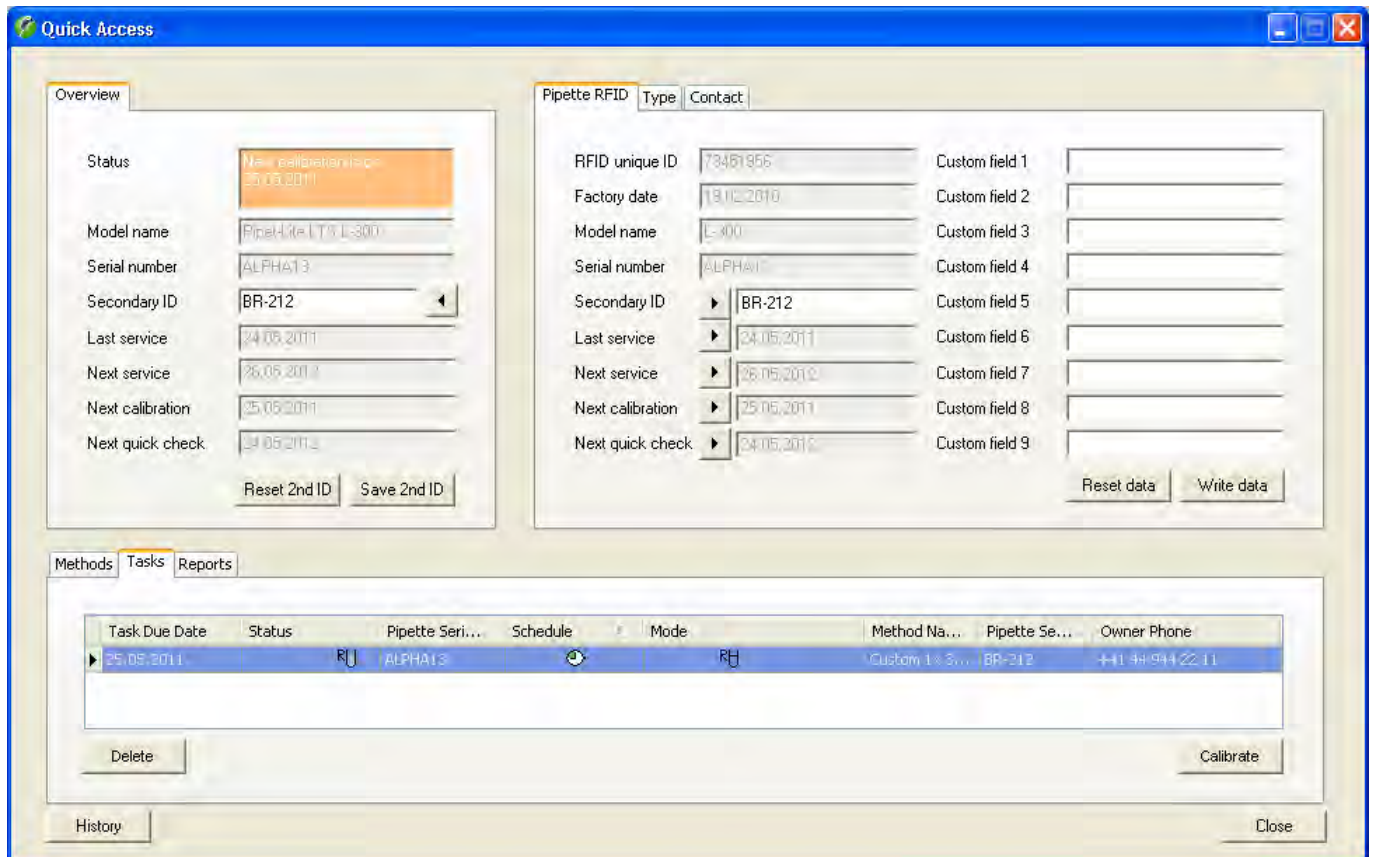 Quick Access
Overview
Status
25.05.2011
Model name
Pipet-Lite LTS L-300
Serial number
ALPHA13
Secondary ID
BR-212
Last service
24.05.2011
Next service
26.05.2012
Next calibration
25.05.2011
Next quick check
24.05.2012
Reset 2nd ID
Save 2nd ID
Pipette RFID
Type
Contact
RFID unique ID
73461956
Factory date
Model name
L-300
Serial number
Secondary ID
BR-212
Last service
24.05.2011
Next service
26.05.2012
Next calibration
25.05.2011
Next quick check
24.05.2012
Custom field 1
Custom field 2
Custom field 3
Custom field 4
Custom field 5
Custom field 6
Custom field 7
Custom field 8
Custom field 9
Reset data
Write data
Methods
Tasks
Reports
Task Due Date Status Pipette Seri... Schedule Mode Method Na... Pipette Se... Owner Phone
25.05.2011 ALPHA13 Custom BR-212 +41 44 944 22 11
Delete
Calibrate
History
Close